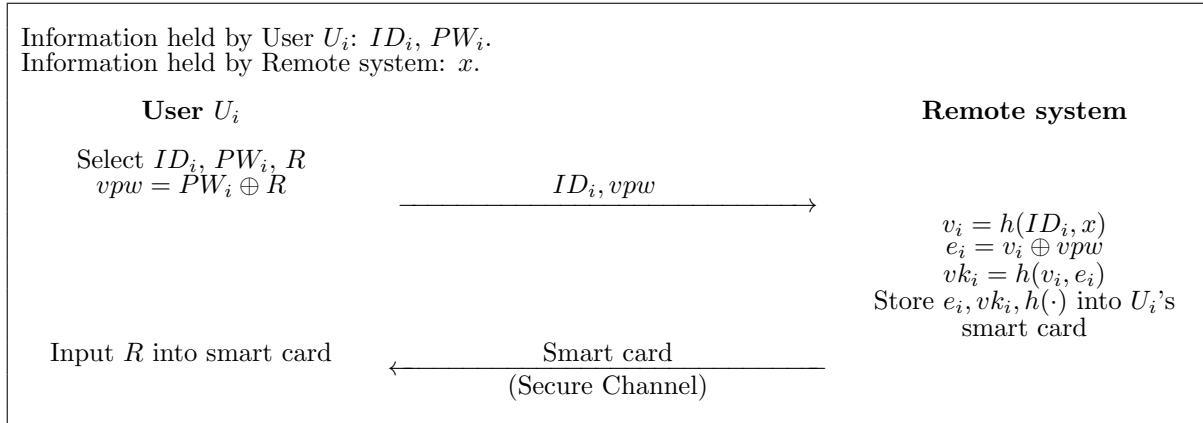 Information held by User U_i: ID_i, PW_i.
Information held by Remote system: x.
User U_i
Remote system
Select ID_i, PW_i, R
vpw = PW_i ⊕ R
ID_i, vpw
v_i = h(ID_i, x)
e_i = v_i ⊕ vpw
vk_i = h(v_i, e_i)
Store e_i, vk_i, h(·) into U_i's
smart card
Input R into smart card
Smart card
(Secure Channel)